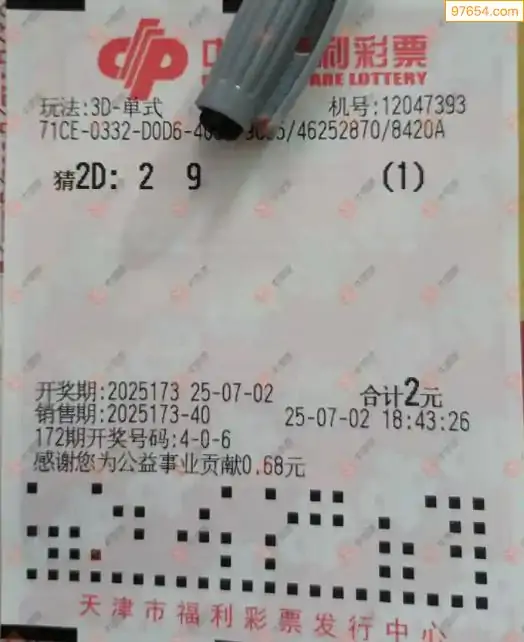 97654.com
中 利彩票
ARE LOTTERY
玩法:3D-单式 机号:12047393
71CE-0332-D0D6- /46252870/8420A
猜2D: 2 9 (1)
开奖期:2025173 25-07-02 合计2元
销售期:2025173-40 25-07-02 18:43:26
172期开奖号码:4-0-6
感谢您为公益事业贡献0.68元
天津市福利彩票发行中心